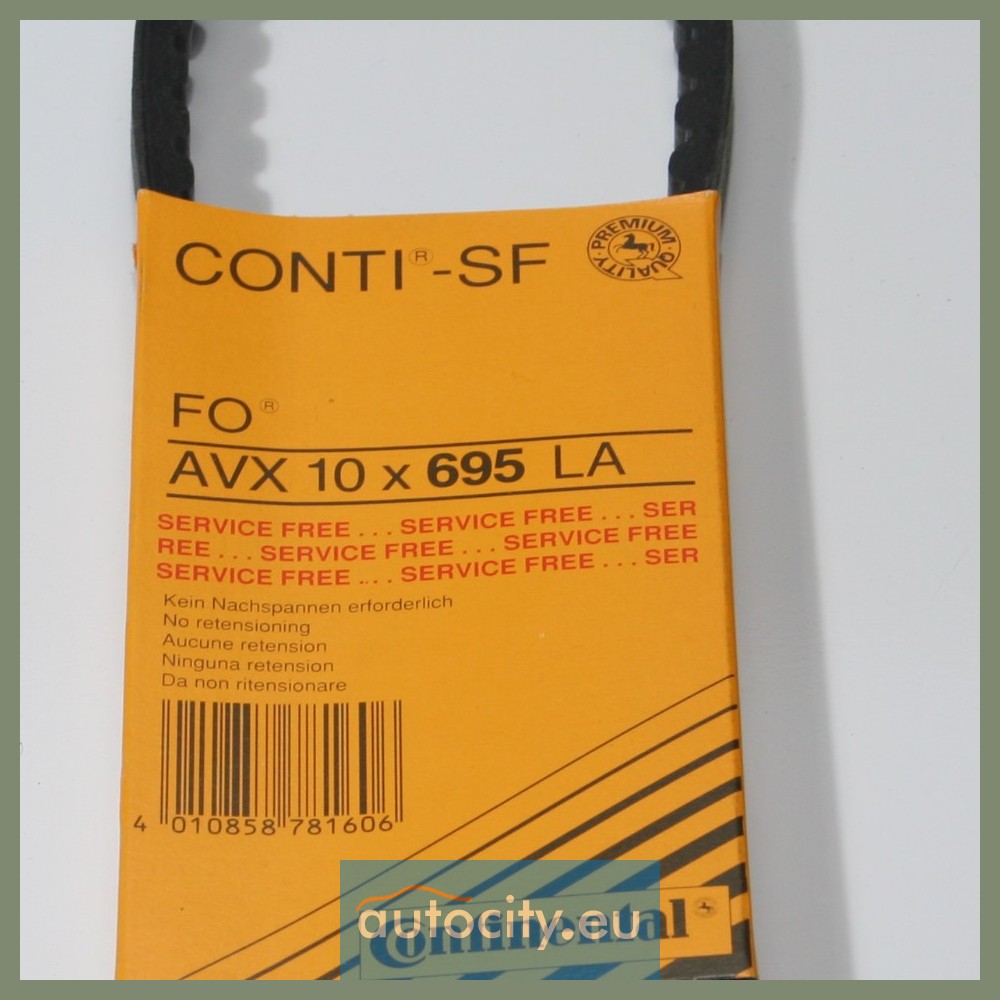 CONTI®-SF
PREMIUM · QUALITY ·
FO®
AVX 10 x 695 LA
SERVICE FREE . . . SERVICE FREE . . . SER
REE . . . SERVICE FREE . . . SERVICE FREE
SERVICE FREE . . . SERVICE FREE . . . SER
Kein Nachspannen erforderlich
No retensioning
Aucune retension
Ninguna retension
Da non ritensionare
4 010858 781606
autocity.eu
Continental